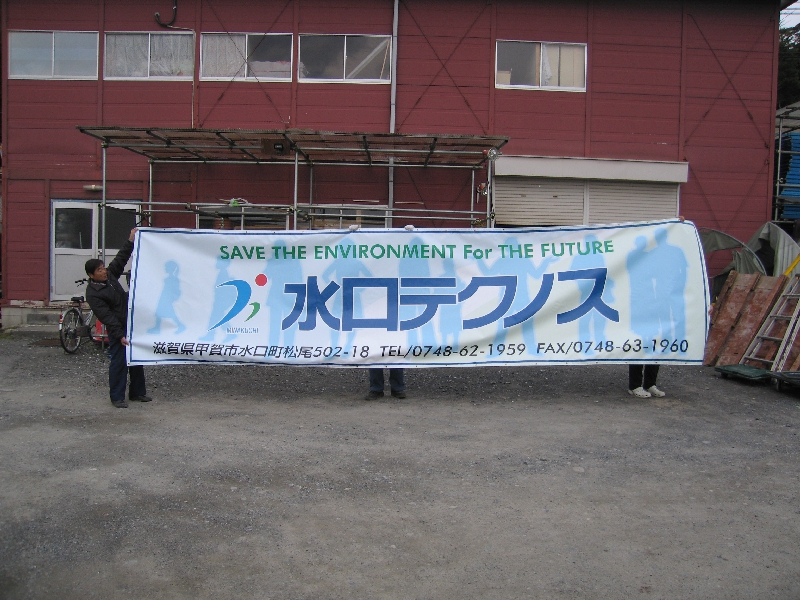 SAVE THE ENVIRONMENT For THE FUTURE
水口テクノス
MINAKUCHI
滋賀県甲賀市水口町松尾502-18 TEL/0748-62-1959 FAX/0748-63-1960